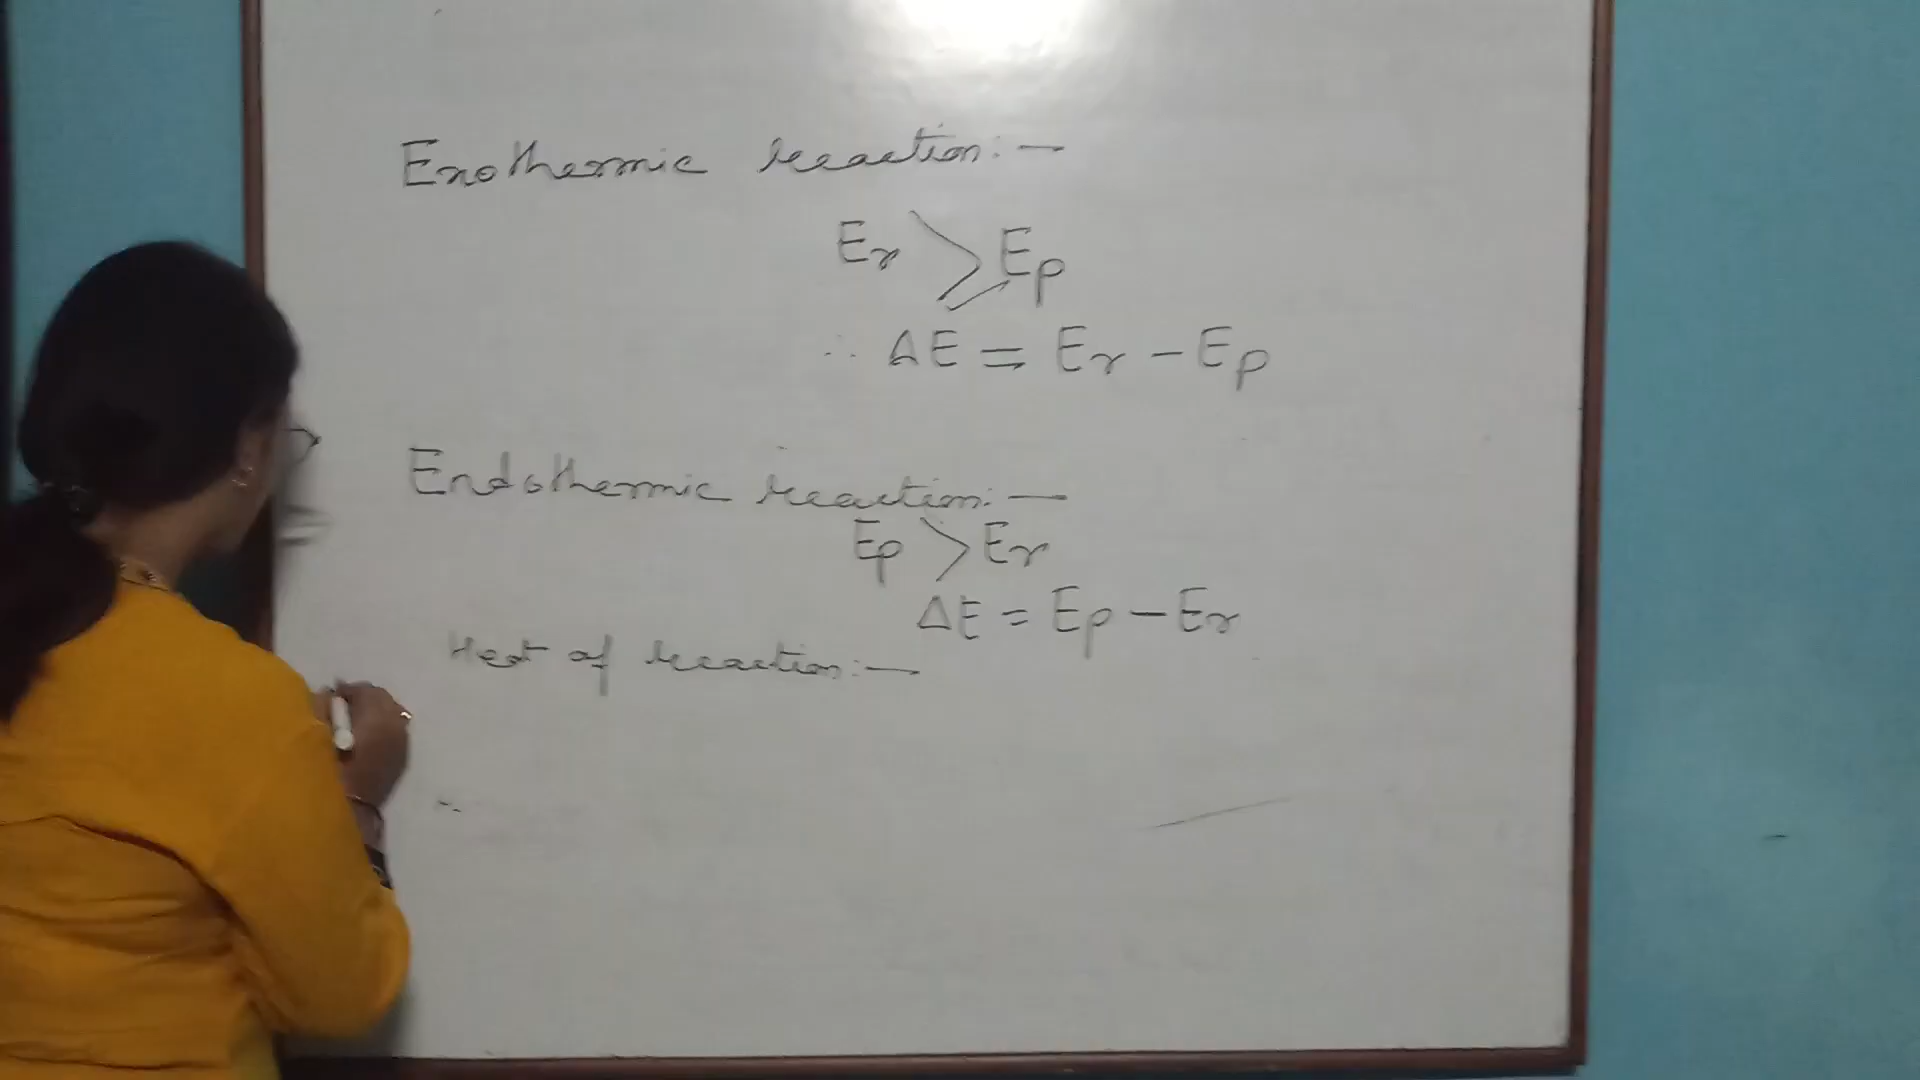 Exothermic reaction:—
Er > Ep
∴ ΔE = Er - Ep
Endothermic reaction:—
Ep > Er
ΔE = Ep - Er
Heat of reaction:—